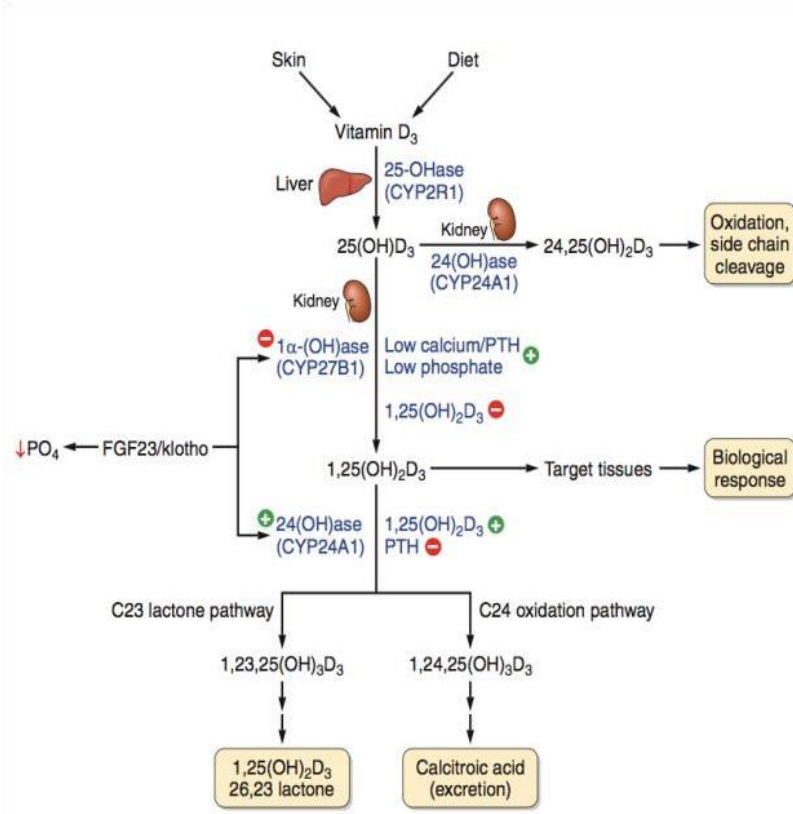 Skin
Diet
Vitamin D₃
Liver
25-OHase
(CYP2R1)
25(OH)D₃
Kidney
24(OH)ase
(CYP24A1)
24,25(OH)₂D₃
Oxidation,
side chain
cleavage
Kidney
1α-(OH)ase
(CYP27B1)
Low calcium/PTH
Low phosphate
1,25(OH)₂D₃
↓PO₄
FGF23/klotho
1,25(OH)₂D₃
Target tissues
Biological
response
24(OH)ase
(CYP24A1)
1,25(OH)₂D₃
PTH
C23 lactone pathway
C24 oxidation pathway
1,23,25(OH)₃D₃
1,24,25(OH)₃D₃
1,25(OH)₂D₃
26,23 lactone
Calcitroic acid
(excretion)